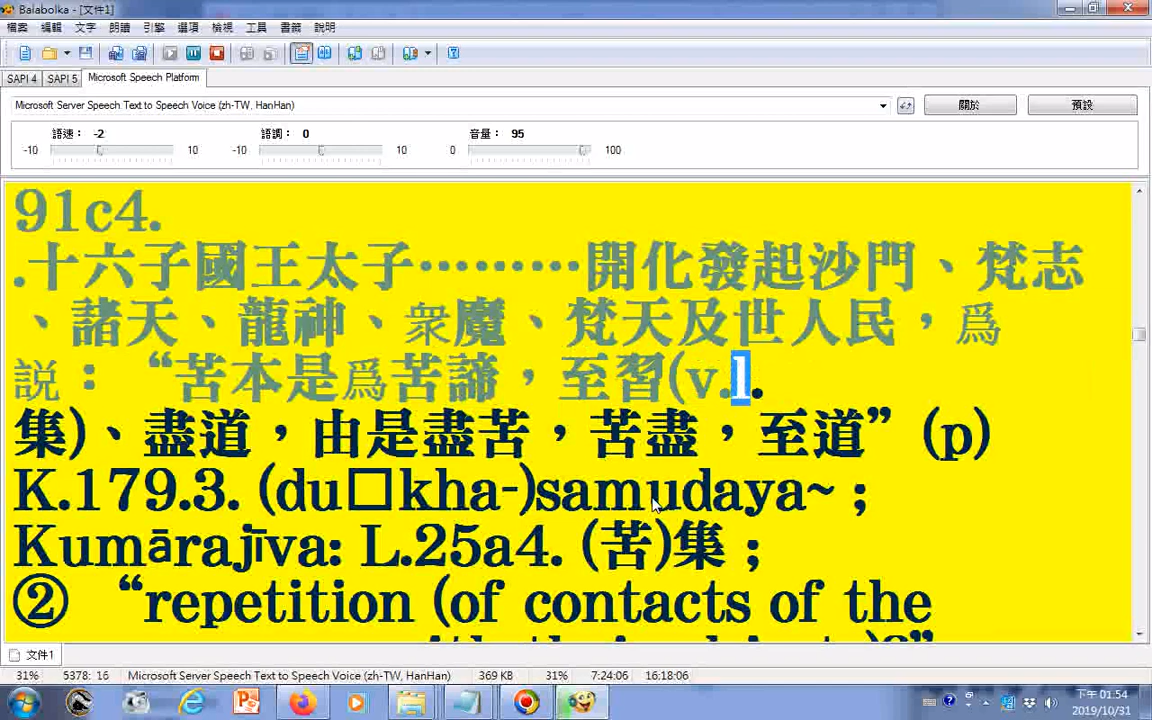 Balabolka - [文件1]
檔案 編輯 文字 朗讀 引擎 選項 檢視 工具 書籤 說明
SAPI 4 SAPI 5 Microsoft Speech Platform
Microsoft Server Speech Text to Speech Voice (zh-TW, HanHan) 關於 預設
語速： -2 語調： 0 音量： 95
-10 10 -10 10 0 100
91c4.
.十六子國王太子………開化發起沙門、梵志
、諸天、龍神、衆魔、梵天及世人民，爲
説：“苦本是爲苦諦，至習(v.l.
集)、盡道，由是盡苦，苦盡，至道”(p)
K.179.3. (du□kha-)samudaya~ ;
Kumārajīva: L.25a4. (苦)集；
② “repetition (of contacts of the
文件1
31% 5378: 16 Microsoft Server Speech Text to Speech Voice (zh-TW, HanHan) 369 KB 31% 7:24:06 16:18:06
下午 01:54
2019/10/31